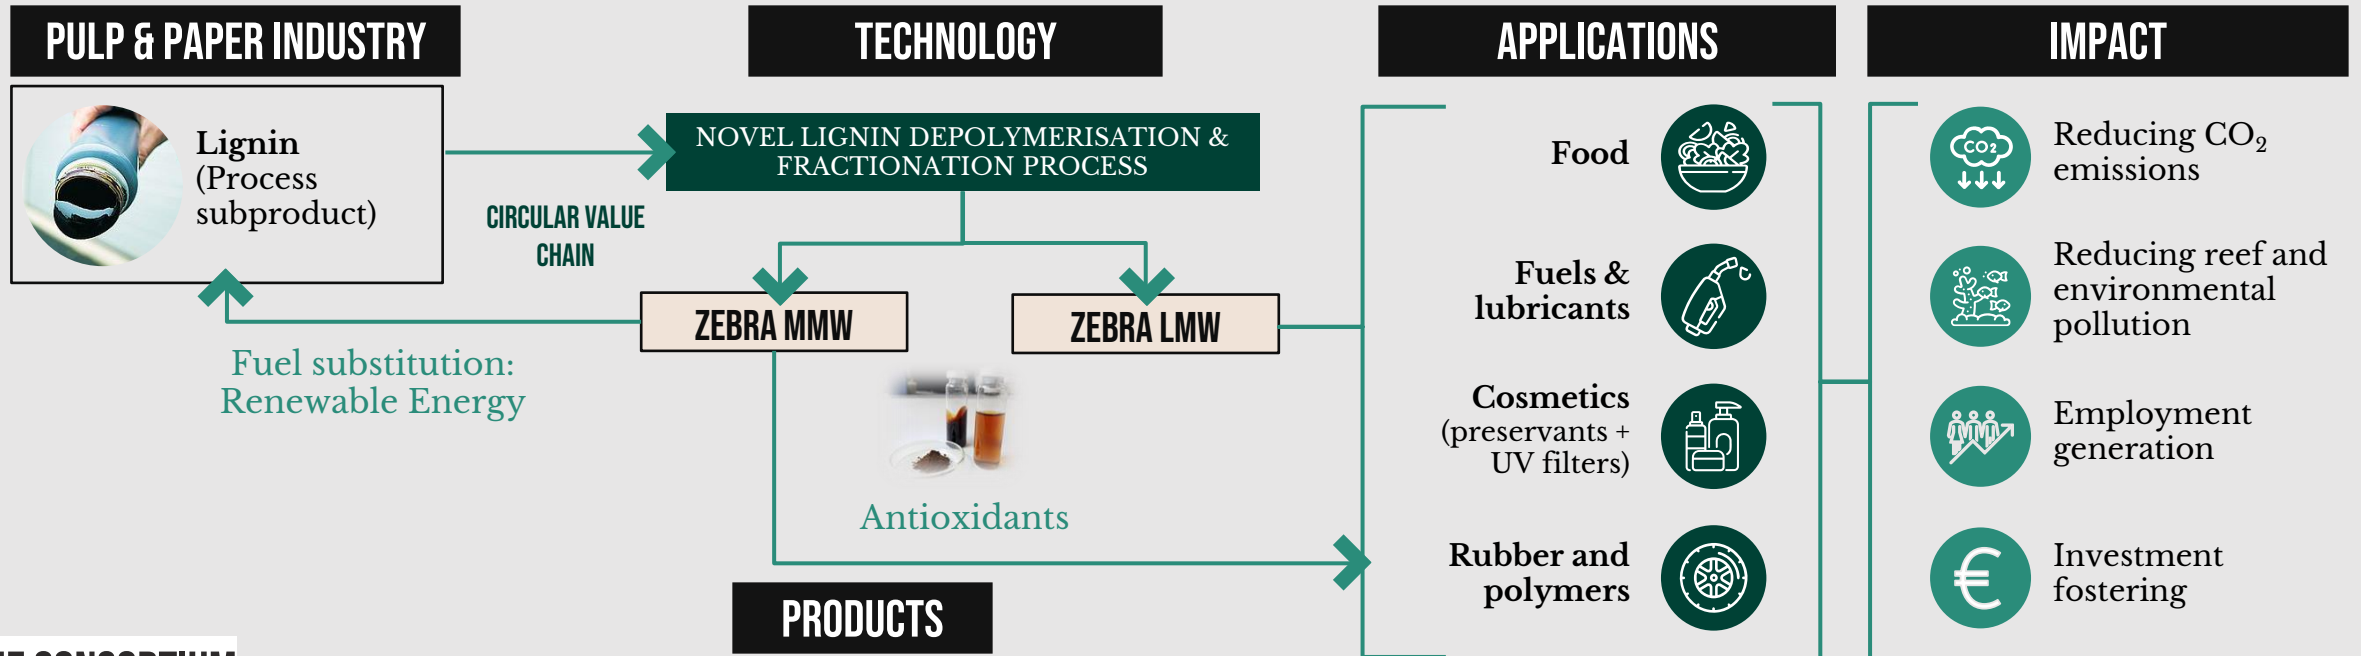 PULP & PAPER INDUSTRY
TECHNOLOGY
APPLICATIONS
IMPACT
Lignin
(Process
subproduct)
NOVEL LIGNIN DEPOLYMERISATION &
FRACTIONATION PROCESS
CIRCULAR VALUE
CHAIN
ZEBRA MMW
ZEBRA LMW
Fuel substitution:
Renewable Energy
Antioxidants
PRODUCTS
Food
Fuels &
lubricants
Cosmetics
(preservants +
UV filters)
Rubber and
polymers
CO2
Reducing CO₂
emissions
Reducing reef and
environmental
pollution
Employment
generation
€
Investment
fostering
CONSORTIUM